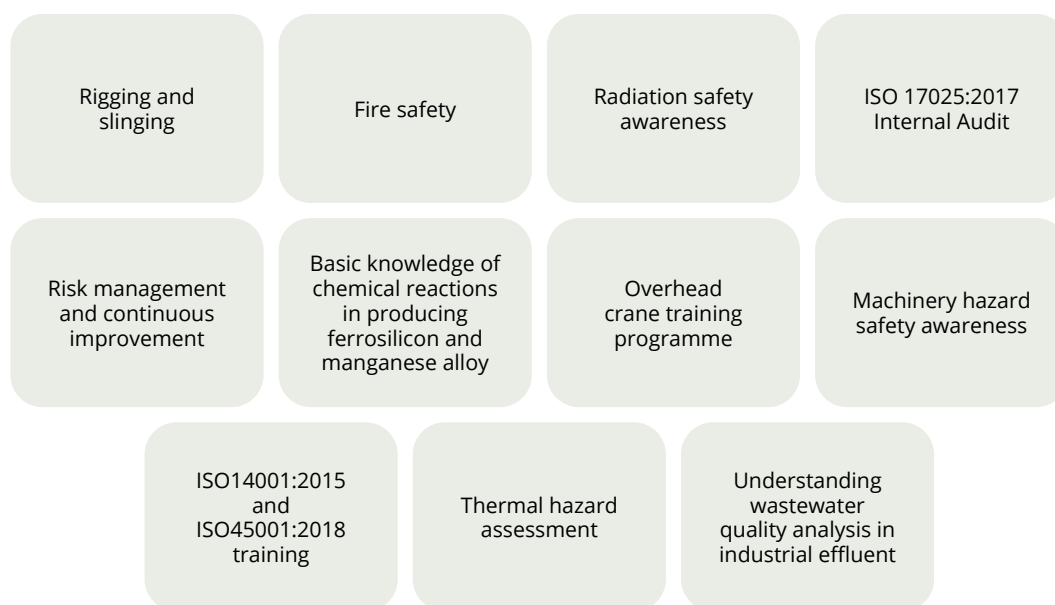 Rigging and
slinging
Fire safety
Radiation safety
awareness
ISO 17025:2017
Internal Audit
Risk management
and continuous
improvement
Basic knowledge of
chemical reactions
in producing
ferrosilicon and
manganese alloy
Overhead
crane training
programme
Machinery hazard
safety awareness
ISO14001:2015
and
ISO45001:2018
training
Thermal hazard
assessment
Understanding
wastewater
quality analysis in
industrial effluent